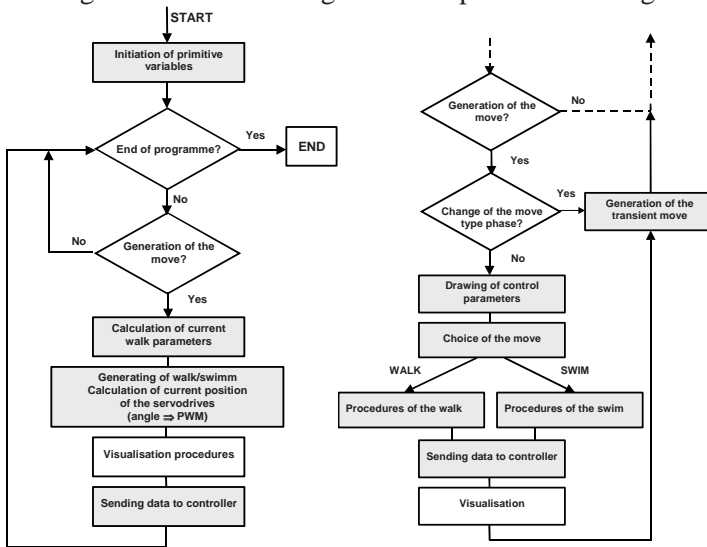 START
Initiation of primitive
variables
End of programme?
Yes
END
No
Generation of the
move?
No
Yes
Calculation of current
walk parameters
Generating of walk/swimm
Calculation of current position
of the servodrives
(angle ⇒ PWM)
Visualisation procedures
Sending data to controller
Generation of the
move?
No
Yes
Change of the move
type phase?
Yes
Generation of the
transient move
No
Drawing of control
parameters
Choice of the move
WALK
SWIM
Procedures of the walk
Procedures of the swim
Sending data to controller
Visualisation